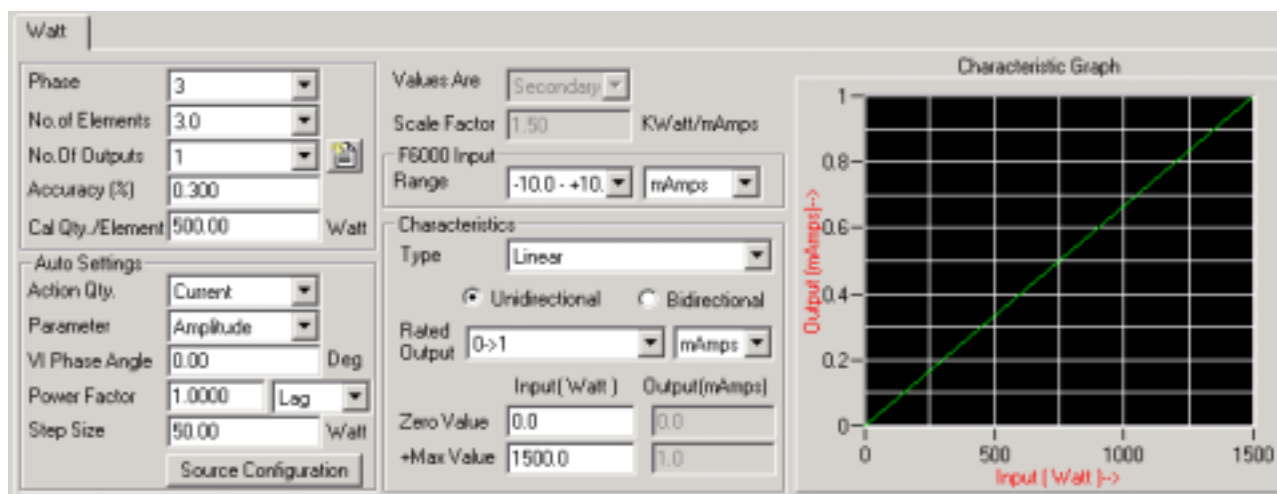 Watt
Phase 3
No.of Elements 3.0
No.Of Outputs 1
Accuracy (%) 0.300
Cal Qty./Element 500.00 Watt
Auto Settings
Action Qty. Current
Parameter Amplitude
VI Phase Angle 0.00 Deg
Power Factor 1.0000 Lag
Step Size 50.00 Watt
Source Configuration
Values Are Secondary
Scale Factor 1.50 KWatt/mAmps
F6000 Input
Range -10.0 - +10. mAmps
Characteristics
Type Linear
Unidirectional Bidirectional
Rated
Output 0->1 mAmps
Input( Watt ) Output(mAmps)
Zero Value 0.0 0.0
+Max Value 1500.0 1.0
Characteristic Graph
Output (mAmps)-->
1
0.8
0.6
0.4
0.2
0
0 500 1000 1500
Input ( Watt )-->